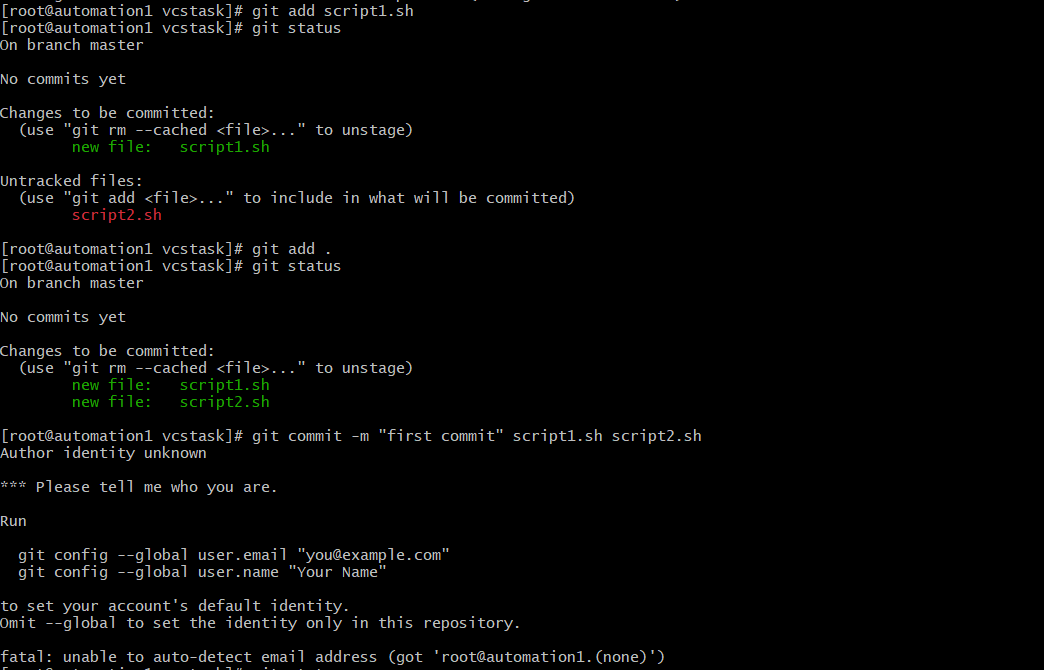 [root@automation1 vcstask]# git add script1.sh
[root@automation1 vcstask]# git status
On branch master
No commits yet
Changes to be committed:
(use "git rm --cached <file>..." to unstage)
new file: script1.sh
Untracked files:
(use "git add <file>..." to include in what will be committed)
script2.sh
[root@automation1 vcstask]# git add .
[root@automation1 vcstask]# git status
On branch master
No commits yet
Changes to be committed:
(use "git rm --cached <file>..." to unstage)
new file: script1.sh
new file: script2.sh
[root@automation1 vcstask]# git commit -m "first commit" script1.sh script2.sh
Author identity unknown
*** Please tell me who you are.
Run
git config --global user.email "you@example.com"
git config --global user.name "Your Name"
to set your account's default identity.
Omit --global to set the identity only in this repository.
fatal: unable to auto-detect email address (got 'root@automation1.(none)')